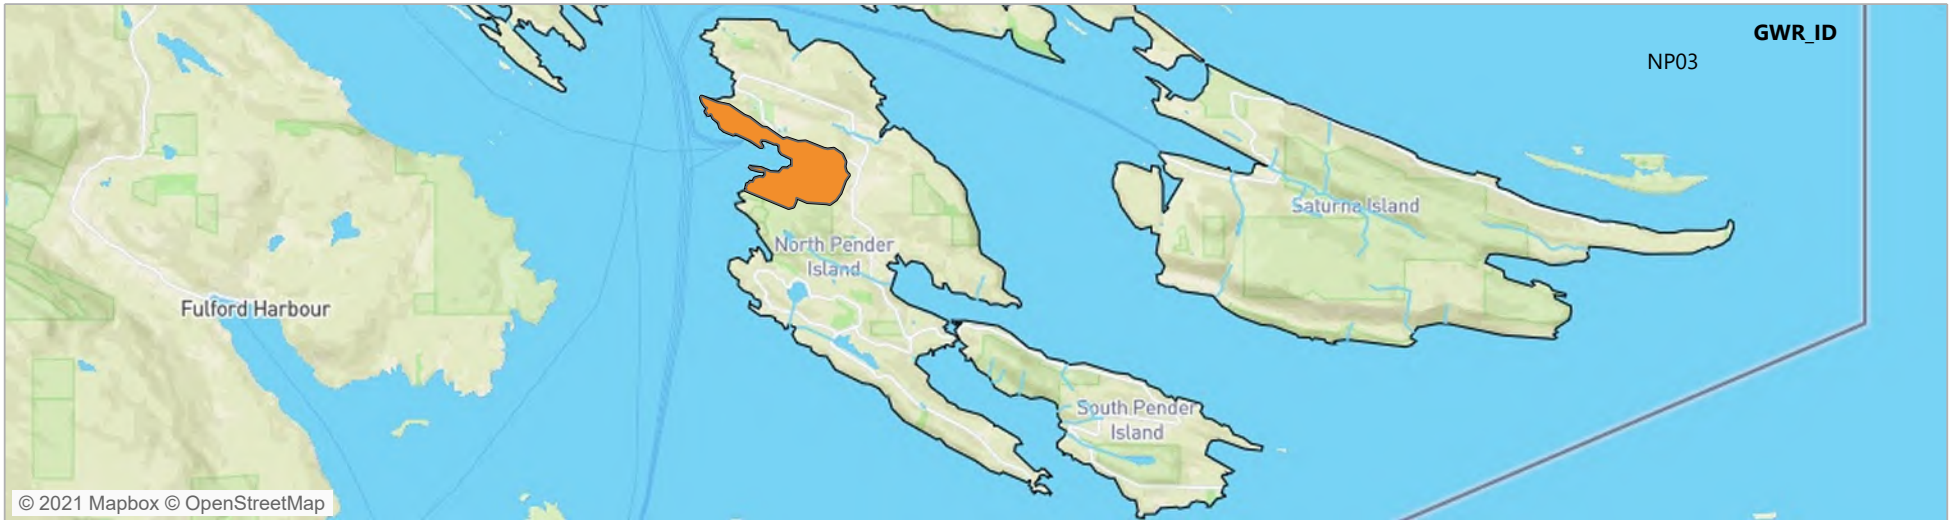 GWR_ID
NP03
Saturna Island
North Pender
Island
Fulford Harbour
South Pender
Island
© 2021 Mapbox © OpenStreetMap